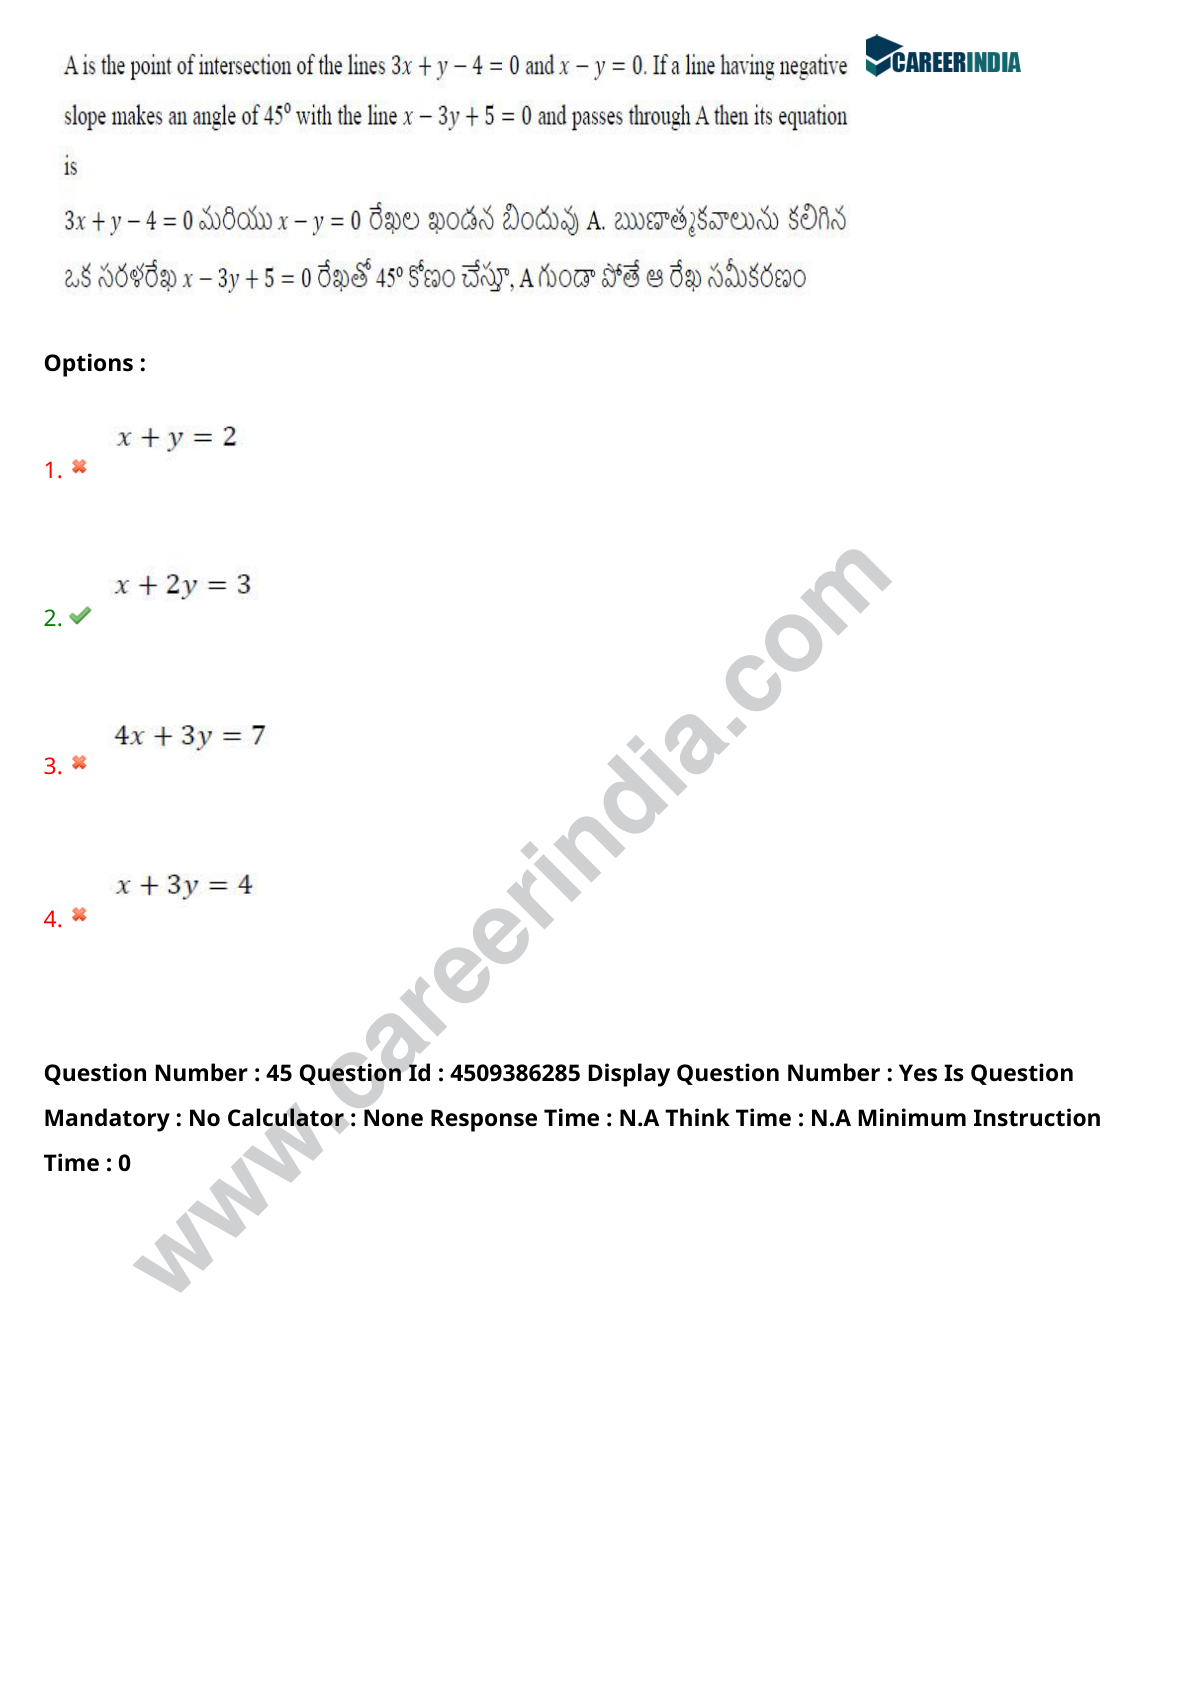 CAREERINDIA
A is the point of intersection of the lines 3x + y − 4 = 0 and x − y = 0. If a line having negative
slope makes an angle of 45⁰ with the line x − 3y + 5 = 0 and passes through A then its equation
is
3x + y − 4 = 0 మరియు x − y = 0 రేఖల ఖండన బిందువు A. ఋణాత్మకవాలును కలిగిన
ఒక సరళరేఖ x − 3y + 5 = 0 రేఖతో 45⁰ కోణం చేస్తూ, A గుండా పోతే ఆ రేఖ సమీకరణం
Options :
x + y = 2
1.
x + 2y = 3
2.
4x + 3y = 7
3.
x + 3y = 4
4.
www.careerindia.com
Question Number : 45 Question Id : 4509386285 Display Question Number : Yes Is Question
Mandatory : No Calculator : None Response Time : N.A Think Time : N.A Minimum Instruction
Time : 0